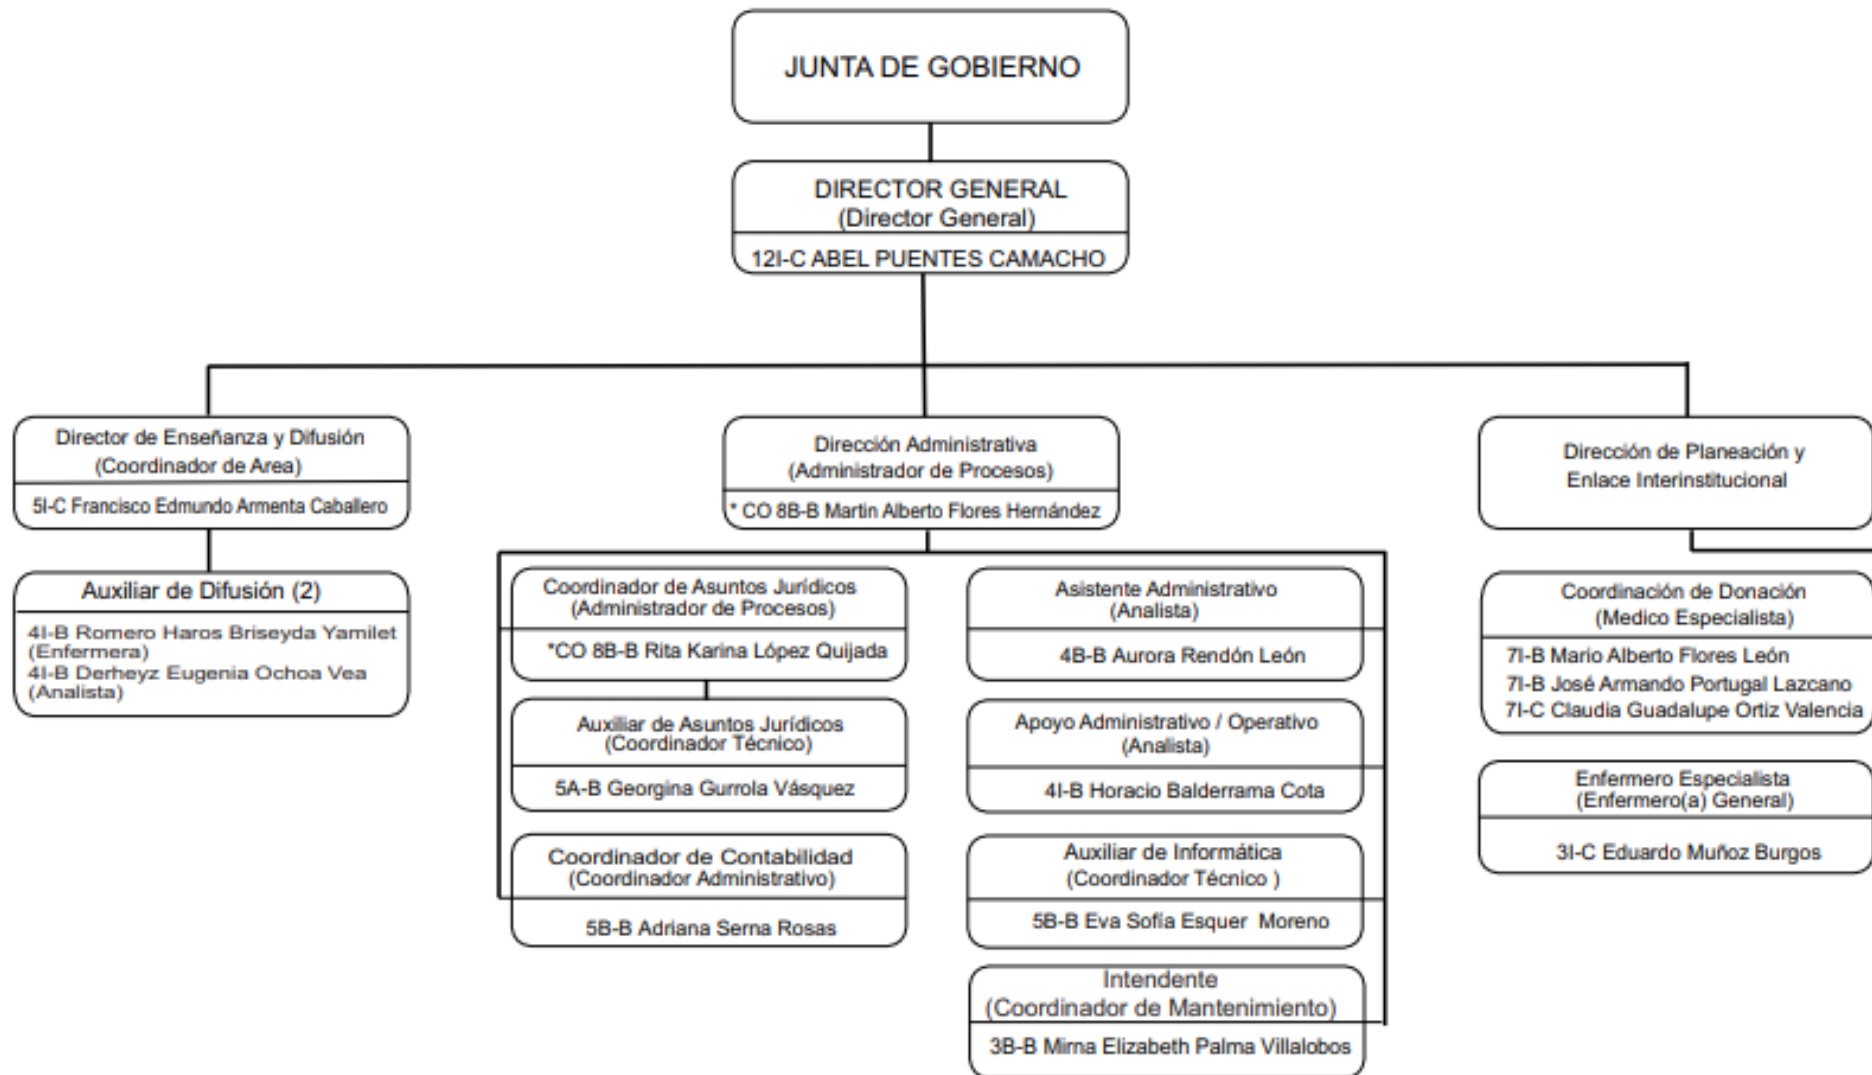 JUNTA DE GOBIERNO
DIRECTOR GENERAL
(Director General)
12I-C ABEL PUENTES CAMACHO
Director de Enseñanza y Difusión
(Coordinador de Area)
5I-C Francisco Edmundo Armenta Caballero
Auxiliar de Difusión (2)
4I-B Romero Haros Briseyda Yamilet
(Enfermera)
4I-B Derheyz Eugenia Ochoa Vea
(Analista)
Dirección Administrativa
(Administrador de Procesos)
* CO 8B-B Martin Alberto Flores Hernández
Coordinador de Asuntos Jurídicos
(Administrador de Procesos)
*CO 8B-B Rita Karina López Quijada
Auxiliar de Asuntos Jurídicos
(Coordinador Técnico)
5A-B Georgina Gurrola Vásquez
Coordinador de Contabilidad
(Coordinador Administrativo)
5B-B Adriana Serna Rosas
Asistente Administrativo
(Analista)
4B-B Aurora Rendón León
Apoyo Administrativo / Operativo
(Analista)
4I-B Horacio Balderrama Cota
Auxiliar de Informática
(Coordinador Técnico )
5B-B Eva Sofía Esquer Moreno
Intendente
(Coordinador de Mantenimiento)
3B-B Mirna Elizabeth Palma Villalobos
Dirección de Planeación y
Enlace Interinstitucional
Coordinación de Donación
(Medico Especialista)
7I-B Mario Alberto Flores León
7I-B José Armando Portugal Lazcano
7I-C Claudia Guadalupe Ortiz Valencia
Enfermero Especialista
(Enfermero(a) General)
3I-C Eduardo Muñoz Burgos